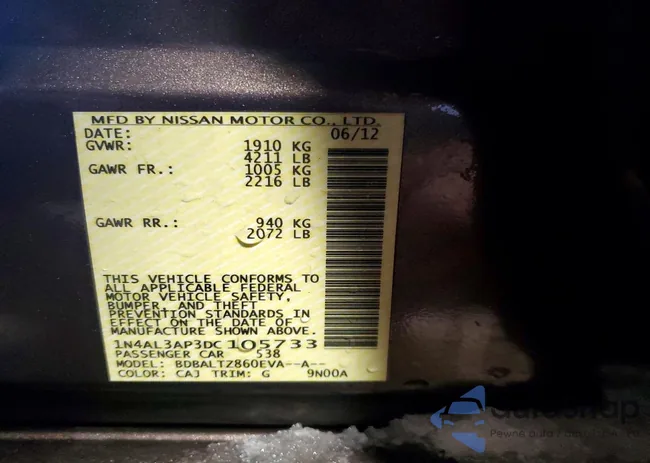 MFD BY NISSAN MOTOR CO., LTD.
DATE: 06/12
GVWR: 1910 KG
4211 LB
GAWR FR.: 1005 KG
2216 LB
GAWR RR.: 940 KG
2072 LB
THIS VEHICLE CONFORMS TO
ALL APPLICABLE FEDERAL
MOTOR VEHICLE SAFETY,
BUMPER, AND THEFT
PREVENTION STANDARDS IN
EFFECT ON THE DATE OF
MANUFACTURE SHOWN ABOVE.
1N4AL3AP3DC105733
PASSENGER CAR 538
MODEL: BDBALTZ860EVA--A--
COLOR: CAJ TRIM: G 9N00A
autosnap
Pewne auta z